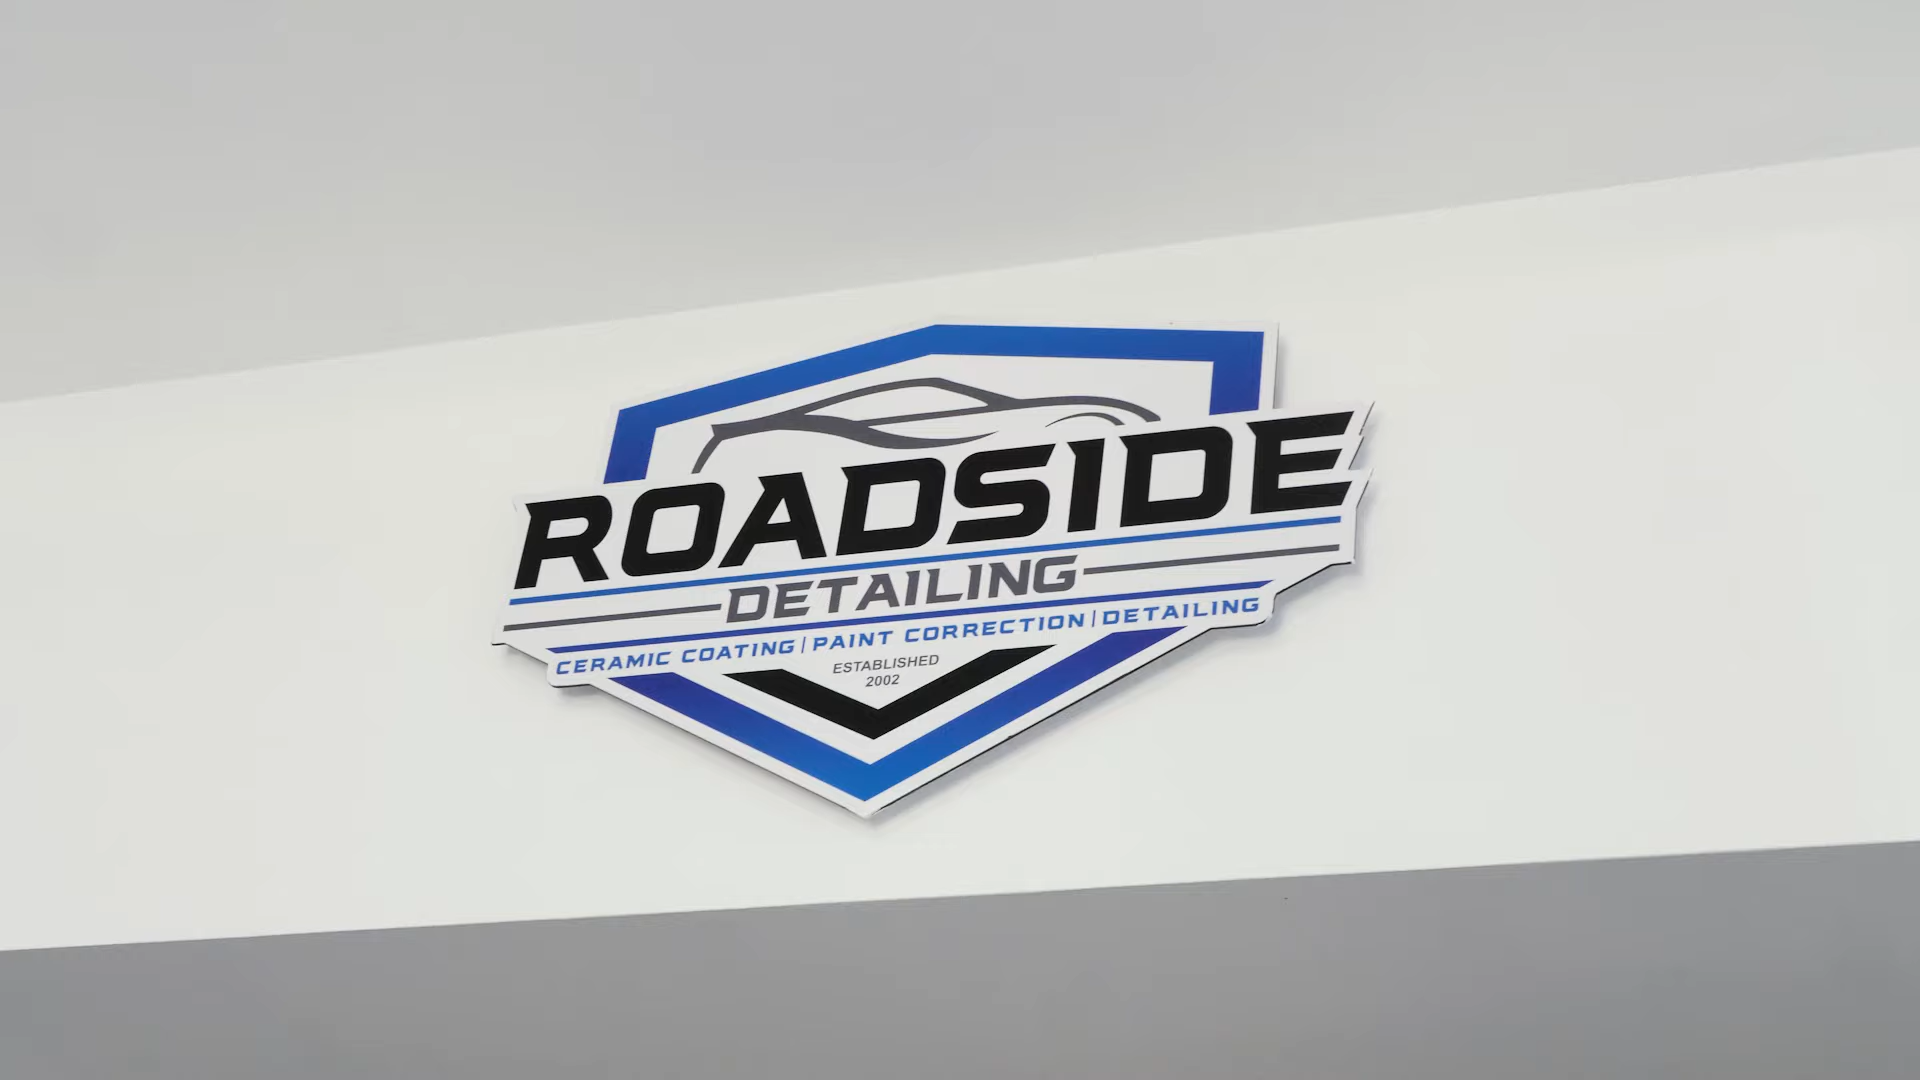 ROADSIDE
DETAILING
CERAMIC COATING|PAINT CORRECTION|DETAILING
ESTABLISHED
2002